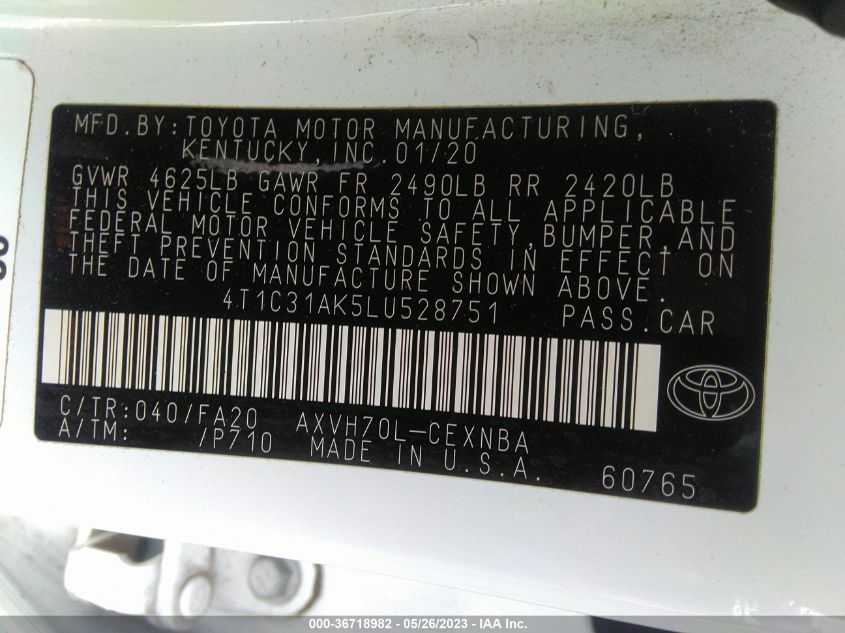 MFD.BY:TOYOTA MOTOR MANUFACTURING,
KENTUCKY,INC.01/20
GVWR 4625LB GAWR FR 2490LB RR 2420LB
THIS VEHICLE CONFORMS TO ALL APPLICABLE
FEDERAL MOTOR VEHICLE SAFETY,BUMPER,AND
THEFT PREVENTION STANDARDS IN EFFECT ON
THE DATE OF MANUFACTURE SHOWN ABOVE.
4T1C31AK5LU528751 PASS.CAR
C/TR:040/FA20 AXVH70L-CEXNBA
A/TM: /P710 MADE IN U.S.A.
60765
000-36718982 - 05/26/2023 - IAA Inc.